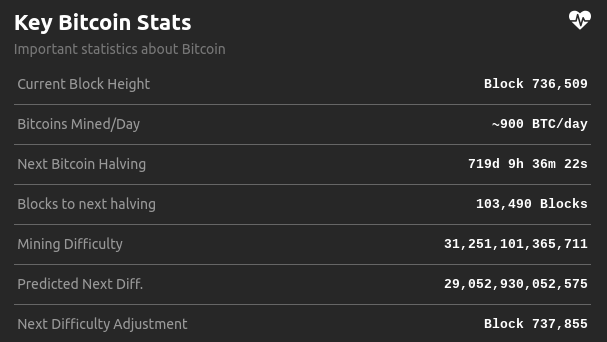 Key Bitcoin Stats
Important statistics about Bitcoin
Current Block Height Block 736,509
Bitcoins Mined/Day ~900 BTC/day
Next Bitcoin Halving 719d 9h 36m 22s
Blocks to next halving 103,490 Blocks
Mining Difficulty 31,251,101,365,711
Predicted Next Diff. 29,052,930,052,575
Next Difficulty Adjustment Block 737,855